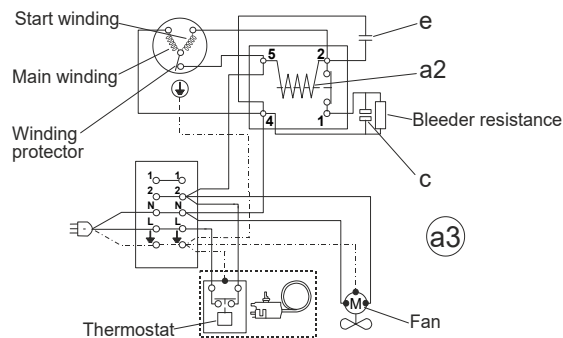 Start winding
e
5 2
a2
Main winding
Bleeder resistance
4 1
Winding
protector
c
1 1
2 2
N N
L L
a3
M
Fan
Thermostat